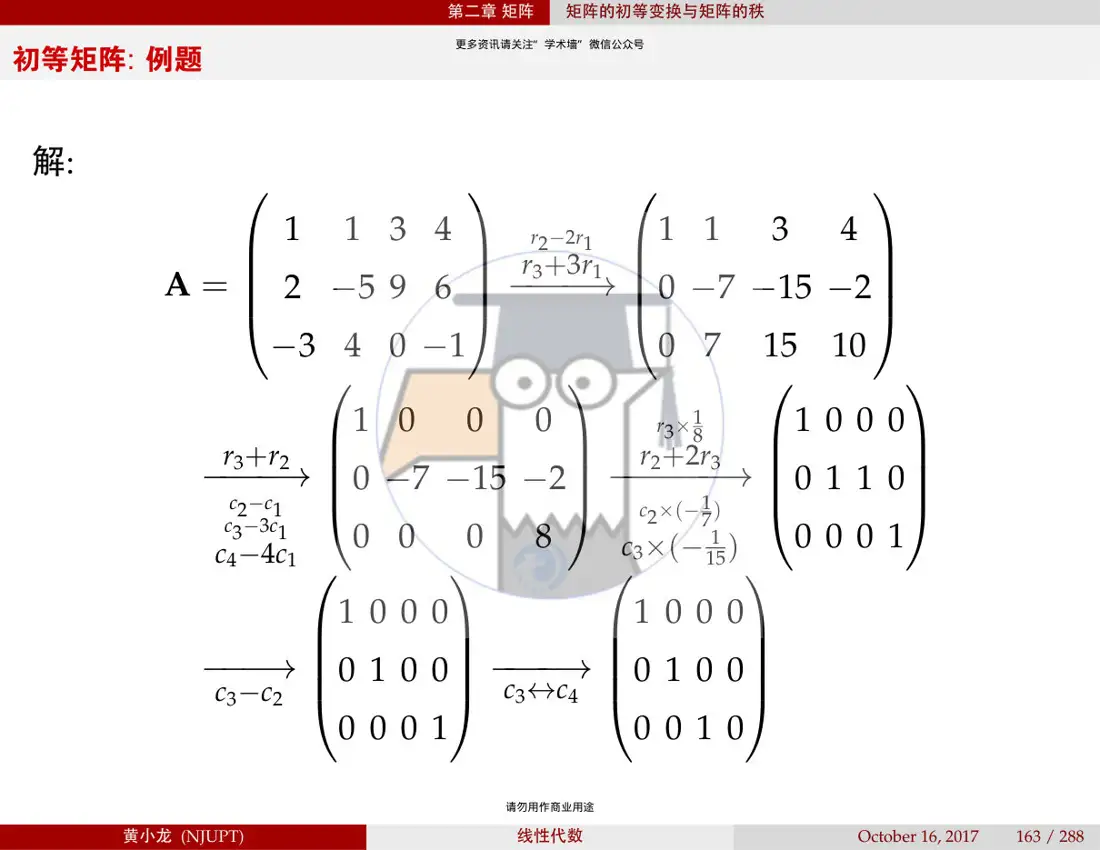 第二章 矩阵 矩阵的初等变换与矩阵的秩
更多资讯请关注“学术墙”微信公众号
初等矩阵: 例题
解:
A = ( 1 1 3 4 r₂−2r₁ ( 1 1 3 4
2 −5 9 6 r₃+3r₁ 0 −7 −15 −2
−3 4 0 −1 ) → 0 7 15 10 )
r₃+r₂ → ( 1 0 0 0 r₃×1/8 ( 1 0 0 0
c₂−c₁ 0 −7 −15 −2 r₂+2r₃ → 0 1 1 0
c₃−3c₁ 0 0 0 8 ) c₂×(−1/7) 0 0 0 1 )
c₄−4c₁ c₃×(−1/15)
→ ( 1 0 0 0 → ( 1 0 0 0
c₃−c₂ 0 1 0 0 c₃↔c₄ 0 1 0 0
0 0 0 1 ) 0 0 1 0 )
请勿用作商业用途
黄小龙 (NJUPT) 线性代数 October 16, 2017 163 / 288